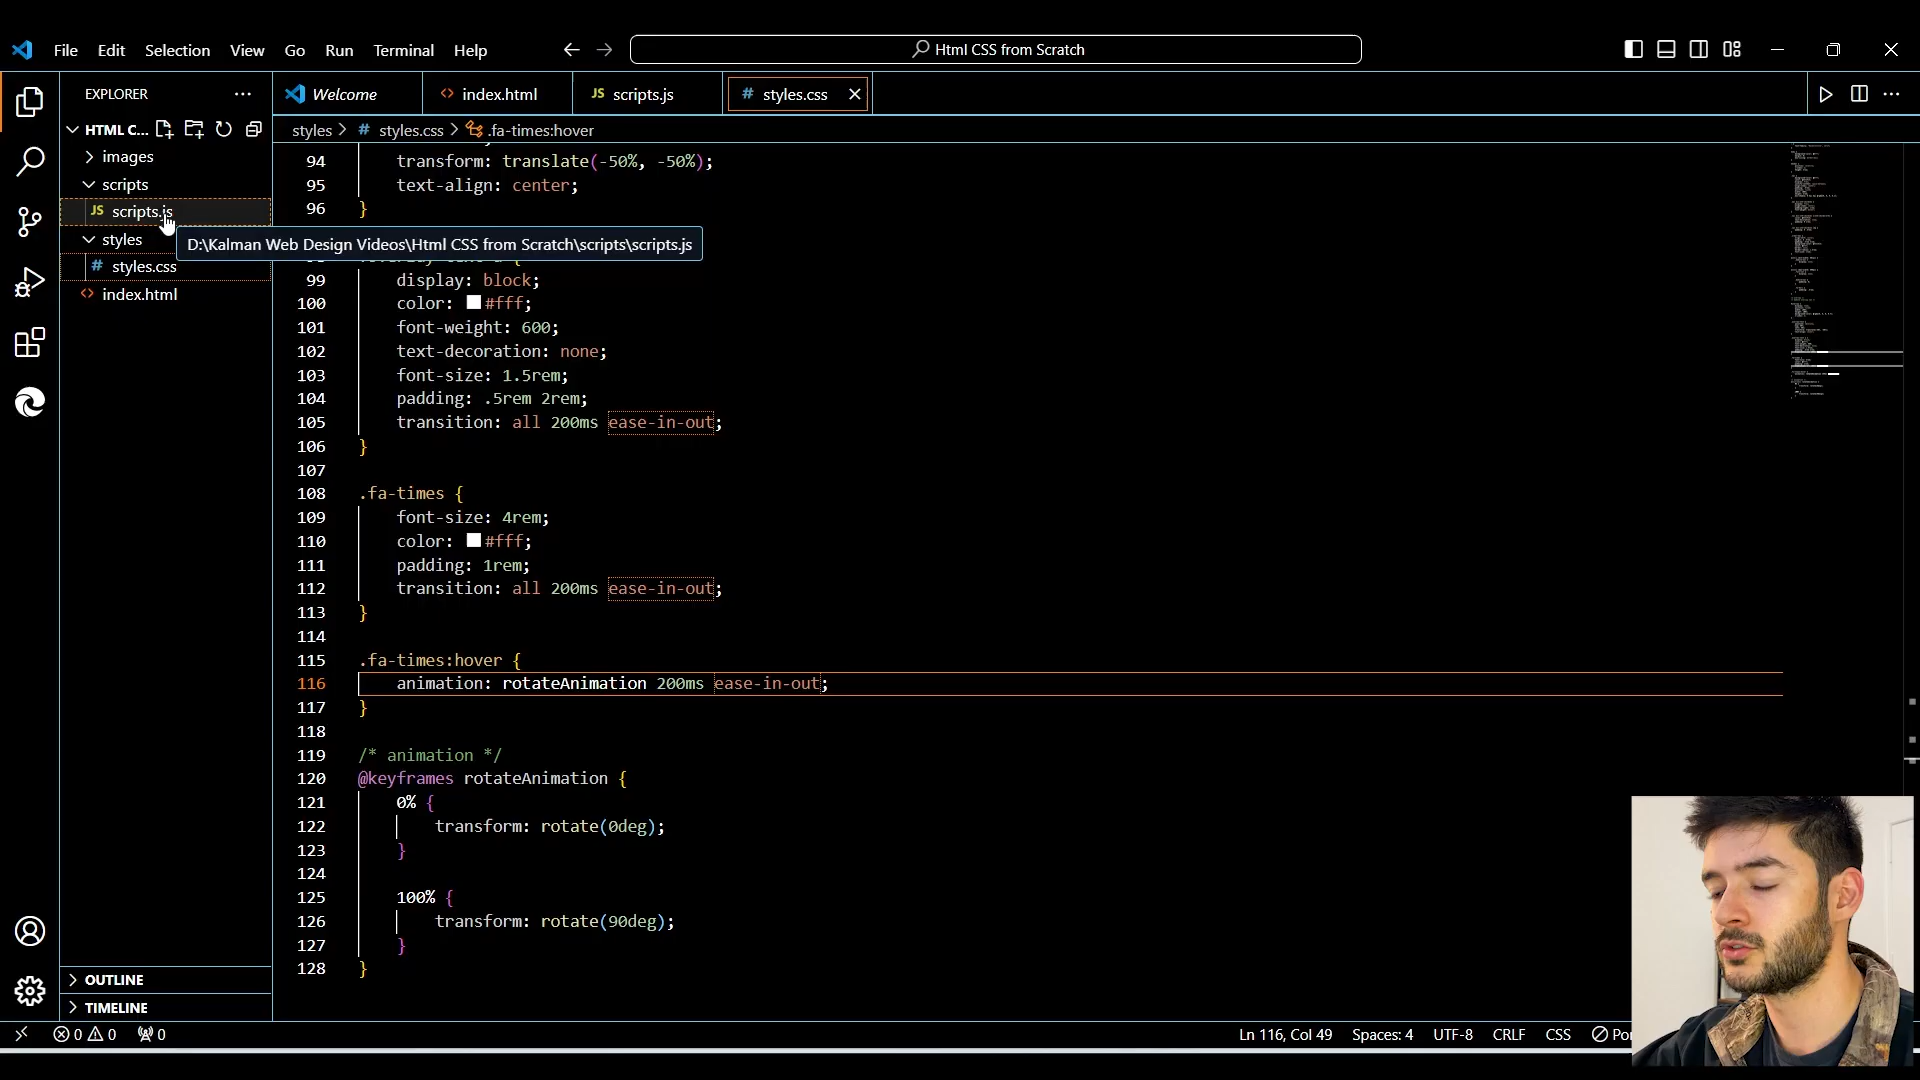 File Edit Selection View Go Run Terminal Help
Html CSS from Scratch
EXPLORER
HTML C...
images
scripts
JS scripts.js
styles
# styles.css
<> index.html
OUTLINE
TIMELINE
Welcome
<> index.html
JS scripts.js
# styles.css
styles > # styles.css > .fa-times:hover
94 transform: translate(-50%, -50%);
95 text-align: center;
96 }
D:\Kalman Web Design Videos\Html CSS from Scratch\scripts\scripts.js
99 display: block;
100 color: #fff;
101 font-weight: 600;
102 text-decoration: none;
103 font-size: 1.5rem;
104 padding: .5rem 2rem;
105 transition: all 200ms ease-in-out;
106 }
107
108 .fa-times {
109 font-size: 4rem;
110 color: #fff;
111 padding: 1rem;
112 transition: all 200ms ease-in-out;
113 }
114
115 .fa-times:hover {
116 animation: rotateAnimation 200ms ease-in-out;
117 }
118
119 /* animation */
120 @keyframes rotateAnimation {
121 0% {
122 transform: rotate(0deg);
123 }
124
125 100% {
126 transform: rotate(90deg);
127 }
128 }
0 0 0
Ln 116, Col 49 Spaces: 4 UTF-8 CRLF CSS